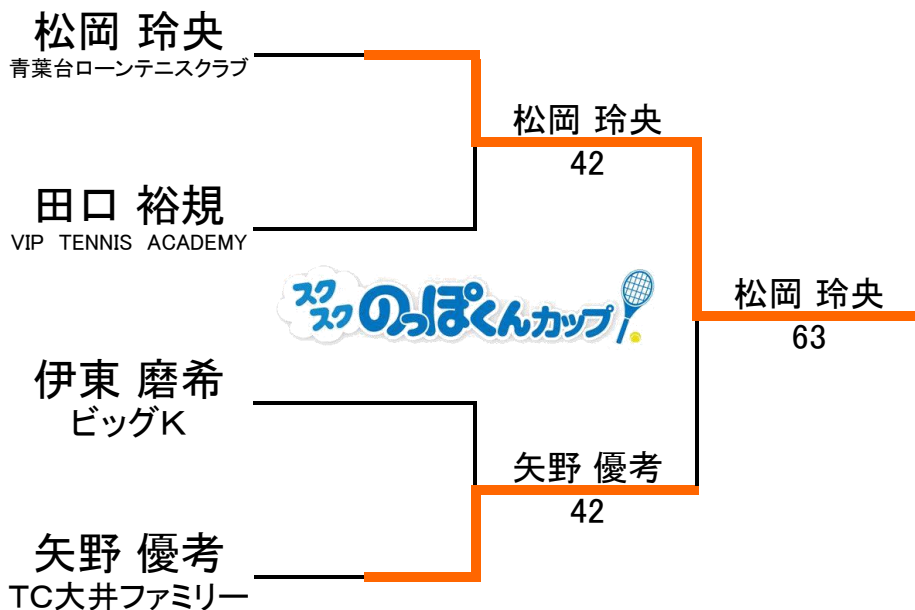 松岡 玲央
青葉台ローンテニスクラブ
松岡 玲央
42
田口 裕規
VIP TENNIS ACADEMY
スクスクのっぽくんカップ
松岡 玲央
63
伊東 磨希
ビッグK
矢野 優考
42
矢野 優考
TC大井ファミリー